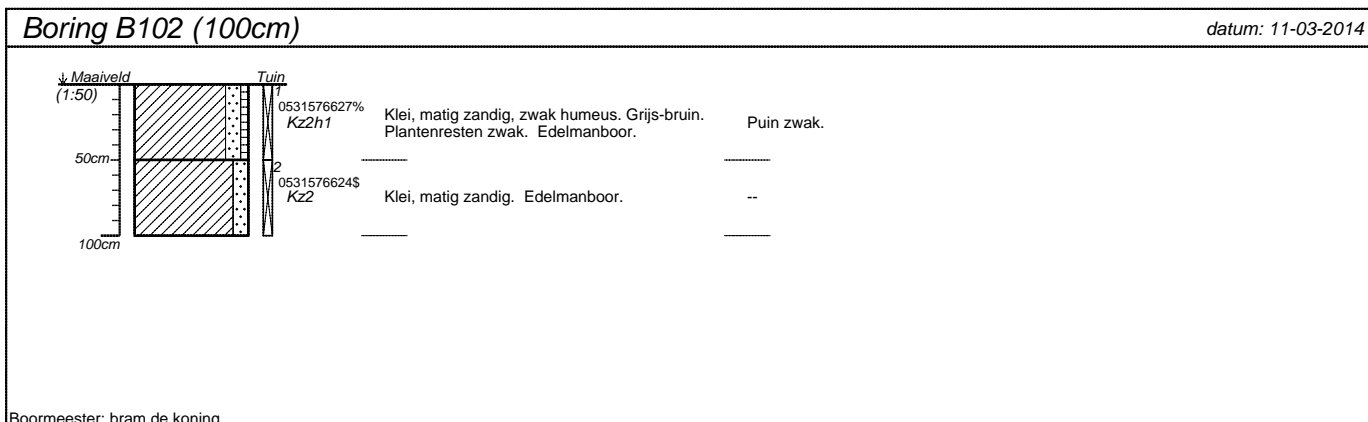 Boring B102 (100cm)
datum: 11-03-2014
Maaiveld
Tuin
(1:50)
1
0531576627%
Kz2h1
Klei, matig zandig, zwak humeus. Grijs-bruin.
Plantenresten zwak. Edelmanboor.
Puin zwak.
50cm
2
0531576624$
Kz2
Klei, matig zandig. Edelmanboor.
--
100cm
Boormeester: bram de koning